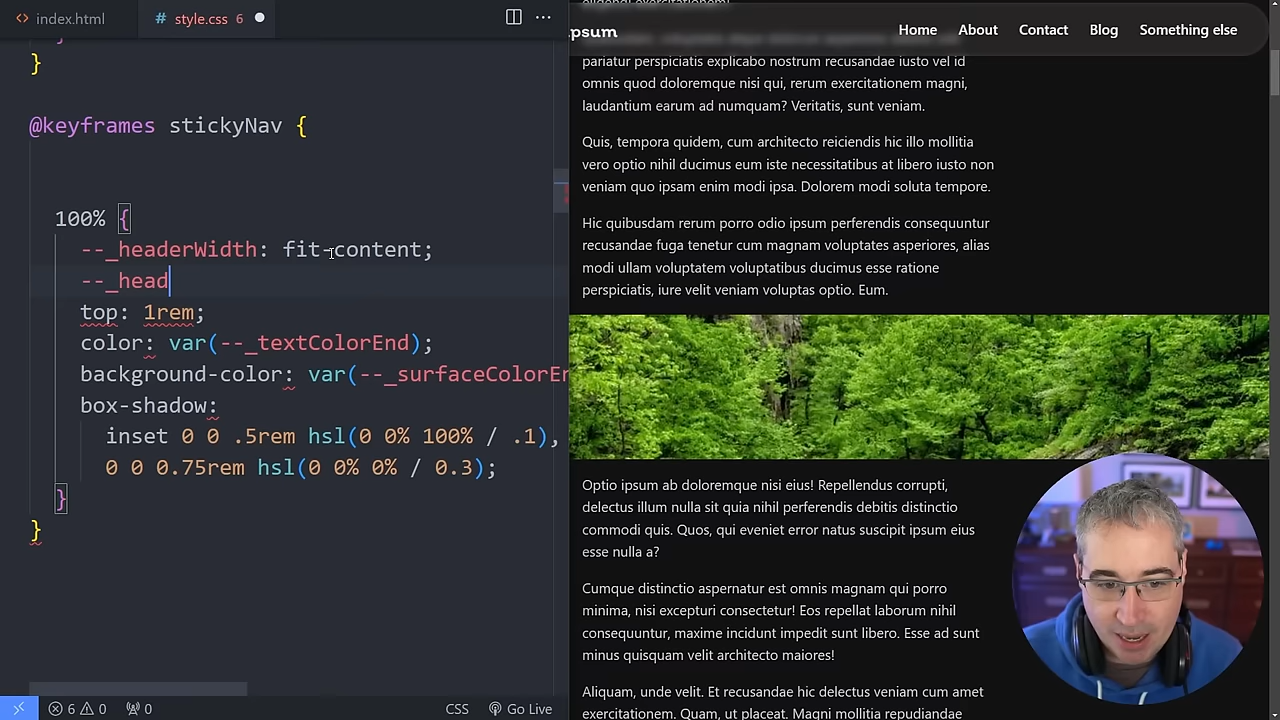 index.html
style.css 6
}
@keyframes stickyNav {
100% {
--_headerWidth: fit-content;
--_head
top: 1rem;
color: var(--_textColorEnd);
background-color: var(--_surfaceColorEn
box-shadow:
inset 0 0 .5rem hsl(0 0% 100% / .1),
0 0 0.75rem hsl(0 0% 0% / 0.3);
}
}
6 0 0 CSS Go Live
eligendi exercitationem!
ipsum Home About Contact Blog Something else
pariatur perspiciatis explicabo nostrum recusandae iusto vel id
omnis quod doloremque nisi qui, rerum exercitationem magni,
laudantium earum ad numquam? Veritatis, sunt veniam.
Quis, tempora quidem, cum architecto reiciendis hic illo mollitia
vero optio nihil ducimus eum iste necessitatibus at libero iusto non
veniam quo ipsam enim modi ipsa. Dolorem modi soluta tempore.
Hic quibusdam rerum porro odio ipsum perferendis consequuntur
recusandae fuga tenetur cum magnam voluptates asperiores, alias
modi ullam voluptatem voluptatibus ducimus esse ratione
perspiciatis, iure velit veniam voluptas optio. Eum.
Optio ipsum ab doloremque nisi eius! Repellendus corrupti,
delectus illum nulla sit quia nihil perferendis debitis distinctio
commodi quis. Quos, qui eveniet error natus suscipit ipsum eius
esse nulla a?
Cumque distinctio aspernatur est omnis magnam qui porro
minima, nisi excepturi consectetur! Eos repellat laborum nihil
consequuntur, maxime incidunt impedit sunt libero. Esse ad sunt
minus quisquam velit architecto maiores!
Aliquam, unde velit. Et recusandae hic delectus veniam cum amet
exercitationem. Quam, ut placeat. Magni mollitia repudiandae